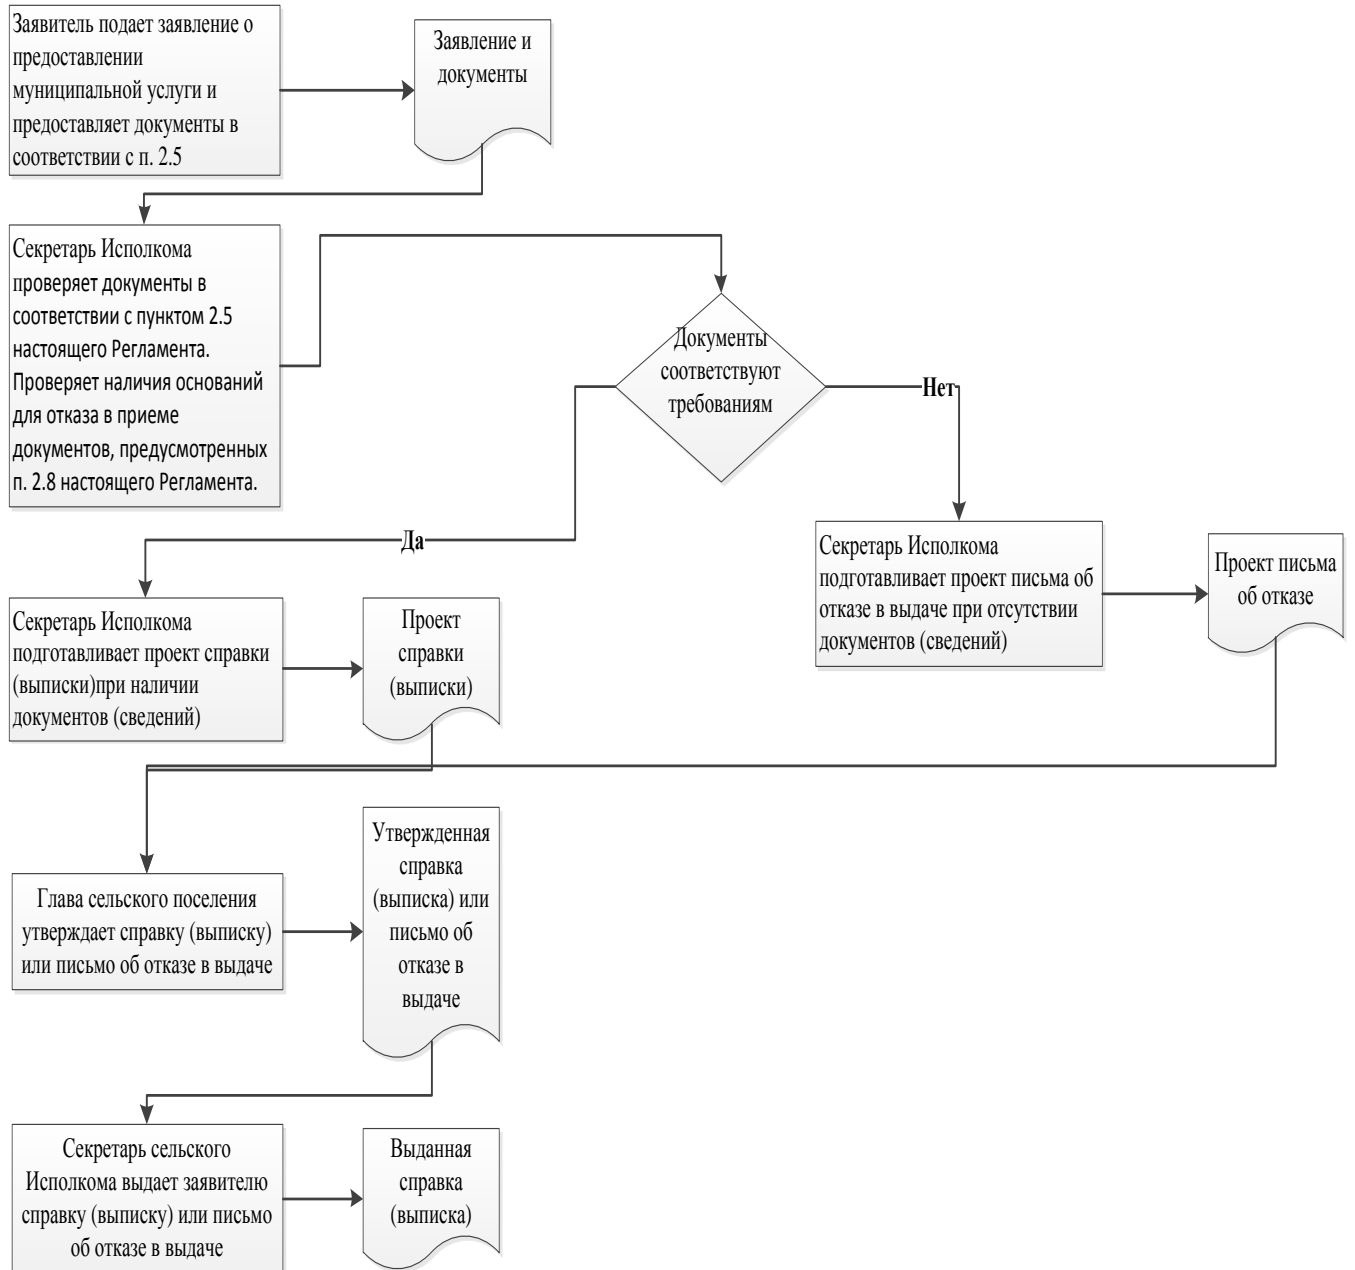 Заявитель подает заявление о
предоставлении
муниципальной услуги и
предоставляет документы в
соответствии с п. 2.5
Заявление и
документы
Секретарь Исполкома
проверяет документы в
соответствии с пунктом 2.5
настоящего Регламента.
Проверяет наличия оснований
для отказа в приеме
документов, предусмотренных
п. 2.8 настоящего Регламента.
Документы
соответствуют
требованиям
Нет
Да
Секретарь Исполкома
подготавливает проект письма об
отказе в выдаче при отсутствии
документов (сведений)
Проект письма
об отказе
Секретарь Исполкома
подготавливает проект справки
(выписки)при наличии
документов (сведений)
Проект
справки
(выписки)
Глава сельского поселения
утверждает справку (выписку)
или письмо об отказе в выдаче
Утвержденная
справка
(выписка) или
письмо об
отказе в
выдаче
Секретарь сельского
Исполкома выдает заявителю
справку (выписку) или письмо
об отказе в выдаче
Выданная
справка
(выписка)